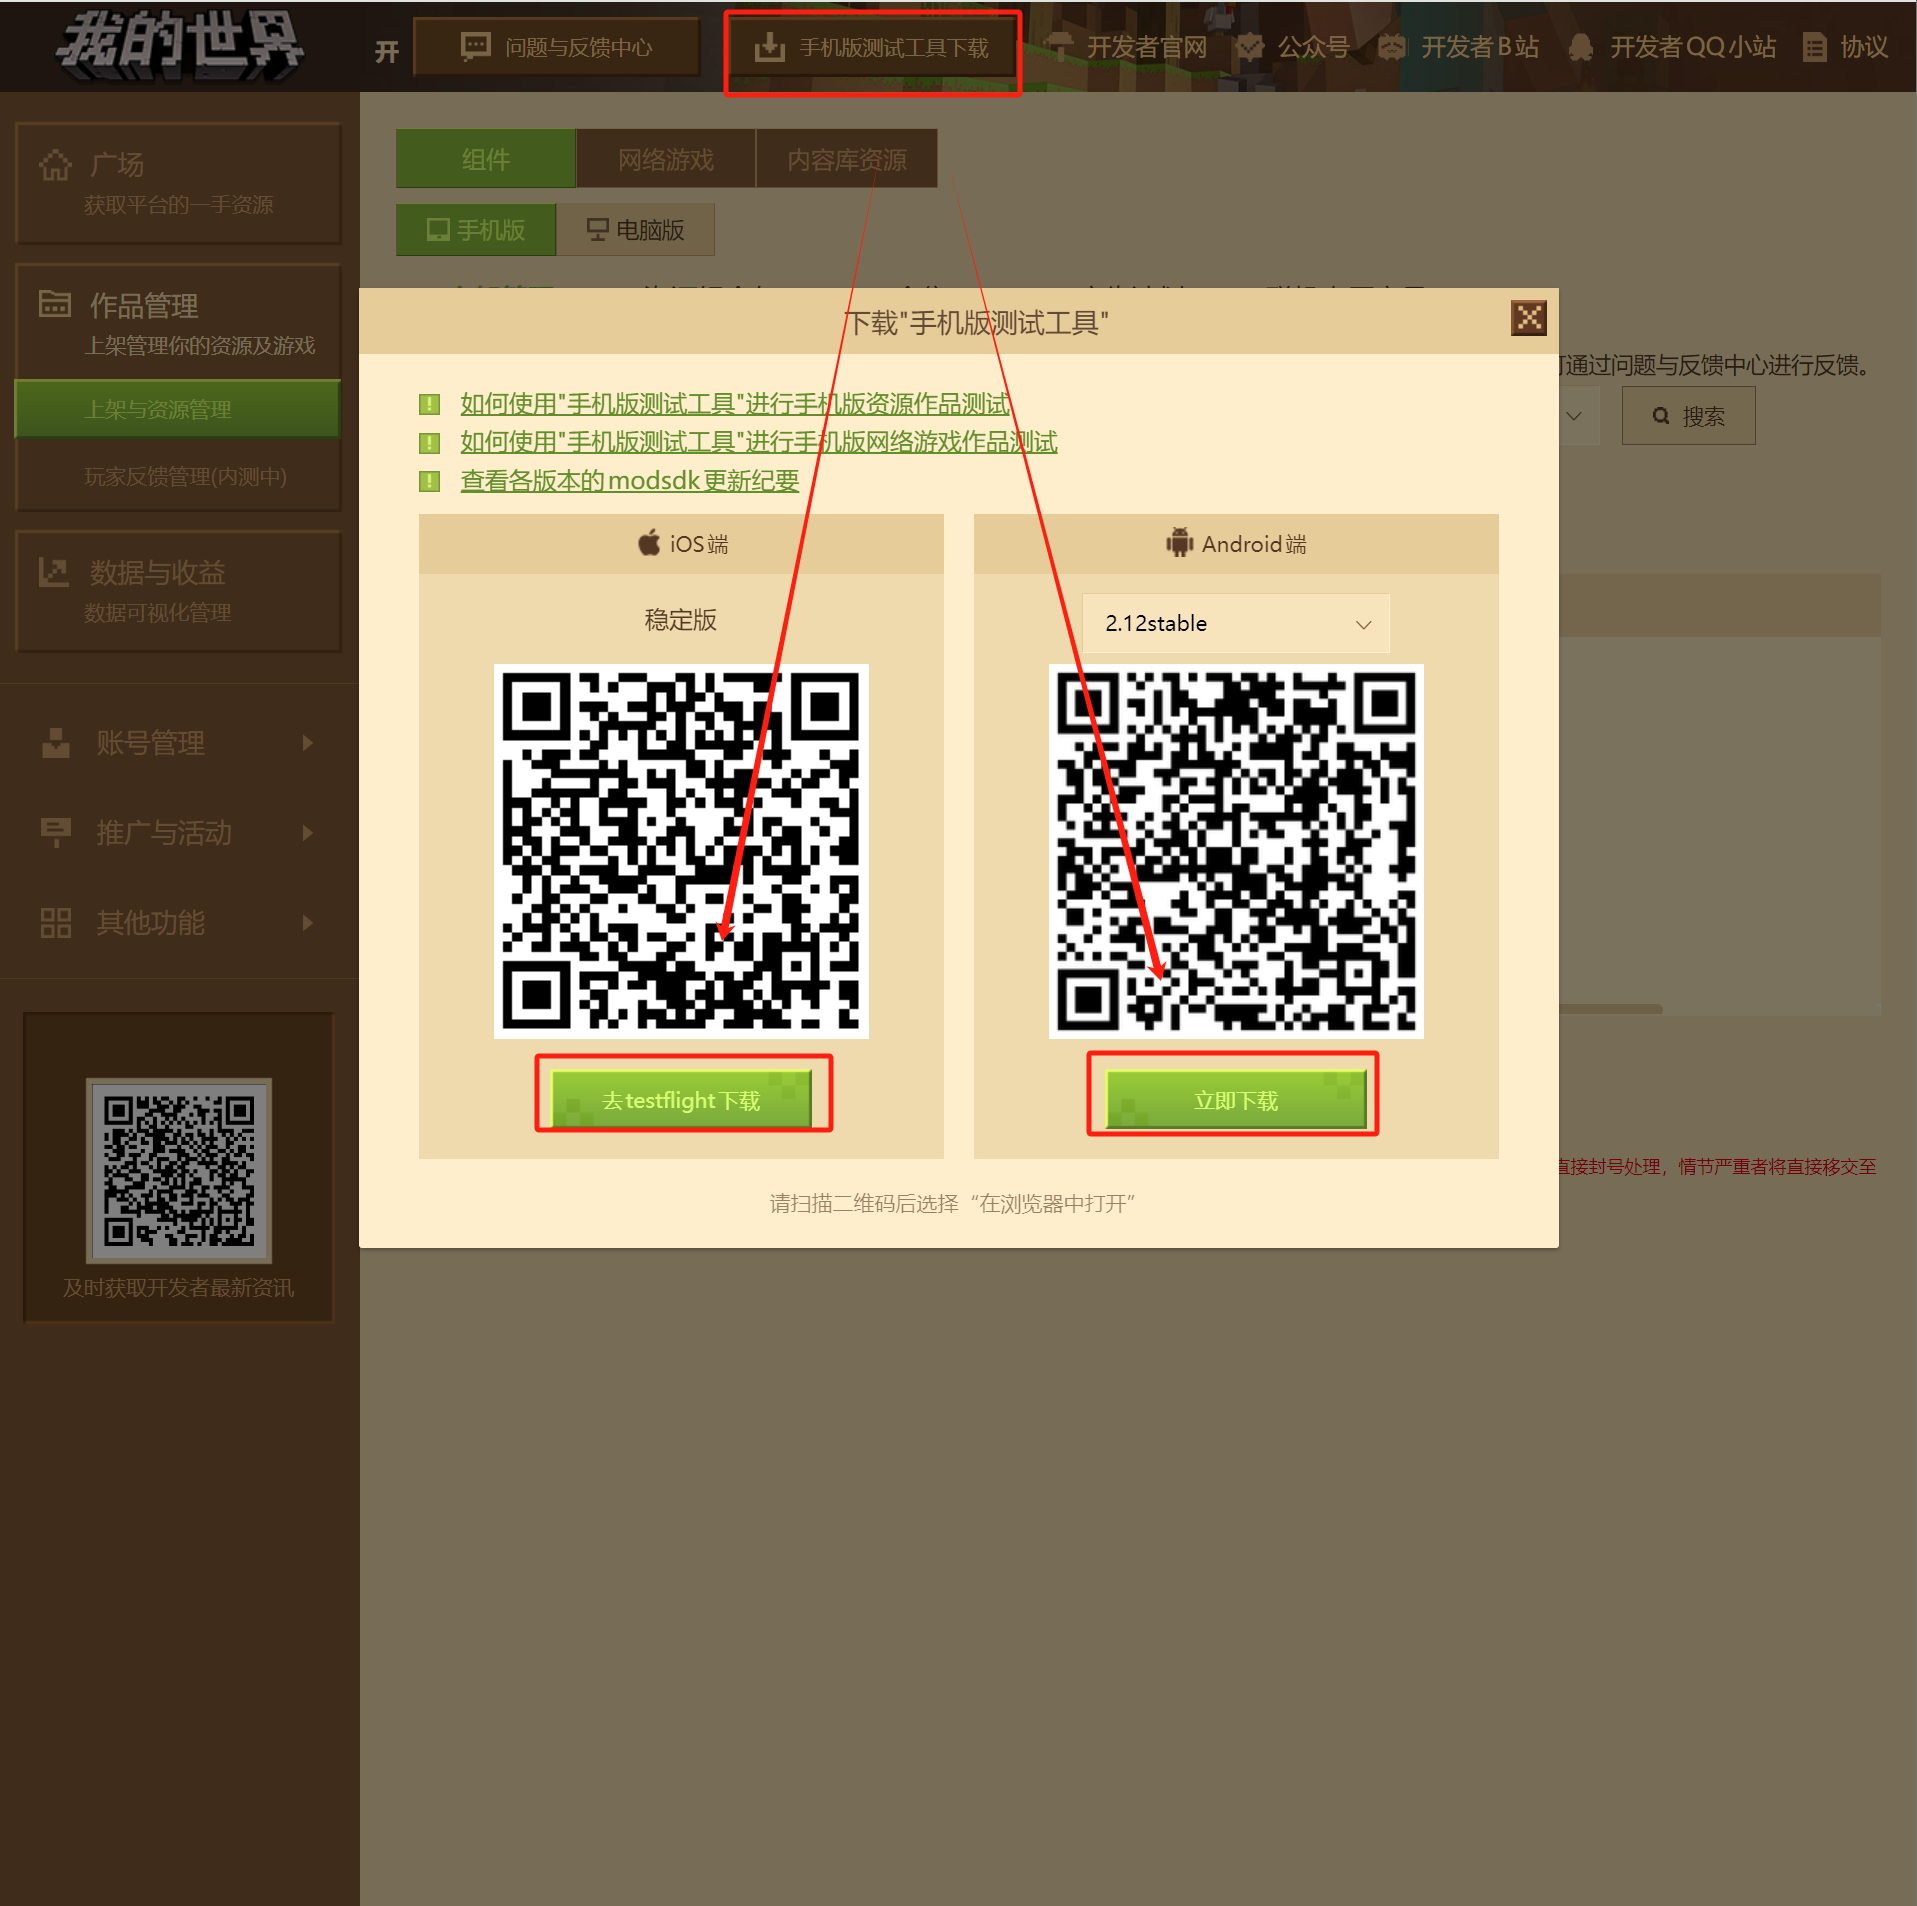 我的世界
开
问题与反馈中心
手机版测试工具下载
开发者官网
公众号
开发者B站
开发者QQ小站
协议
广场
获取平台的一手资源
作品管理
上架管理你的资源及游戏
上架与资源管理
玩家反馈管理(内测中)
数据与收益
数据可视化管理
账号管理
推广与活动
其他功能
及时获取开发者最新资讯
组件
网络游戏
内容库资源
手机版
电脑版
通过问题与反馈中心进行反馈。
搜索
下载"手机版测试工具"
如何使用"手机版测试工具"进行手机版资源作品测试
如何使用"手机版测试工具"进行手机版网络游戏作品测试
查看各版本的modsdk更新纪要
iOS端
稳定版
去testflight下载
Android端
2.12stable
立即下载
请扫描二维码后选择“在浏览器中打开”
直接封号处理，情节严重者将直接移交至